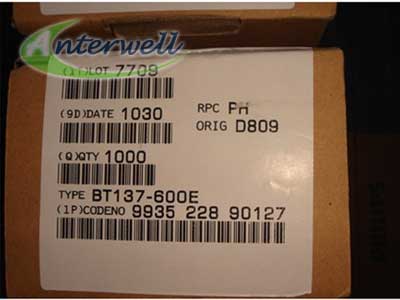 Anterwell
(1T)LOT 7709
(9D)DATE 1030
RPC PH
ORIG D809
(Q)QTY 1000
TYPE BT137-600E
(1P)CODENO 9935 228 90127